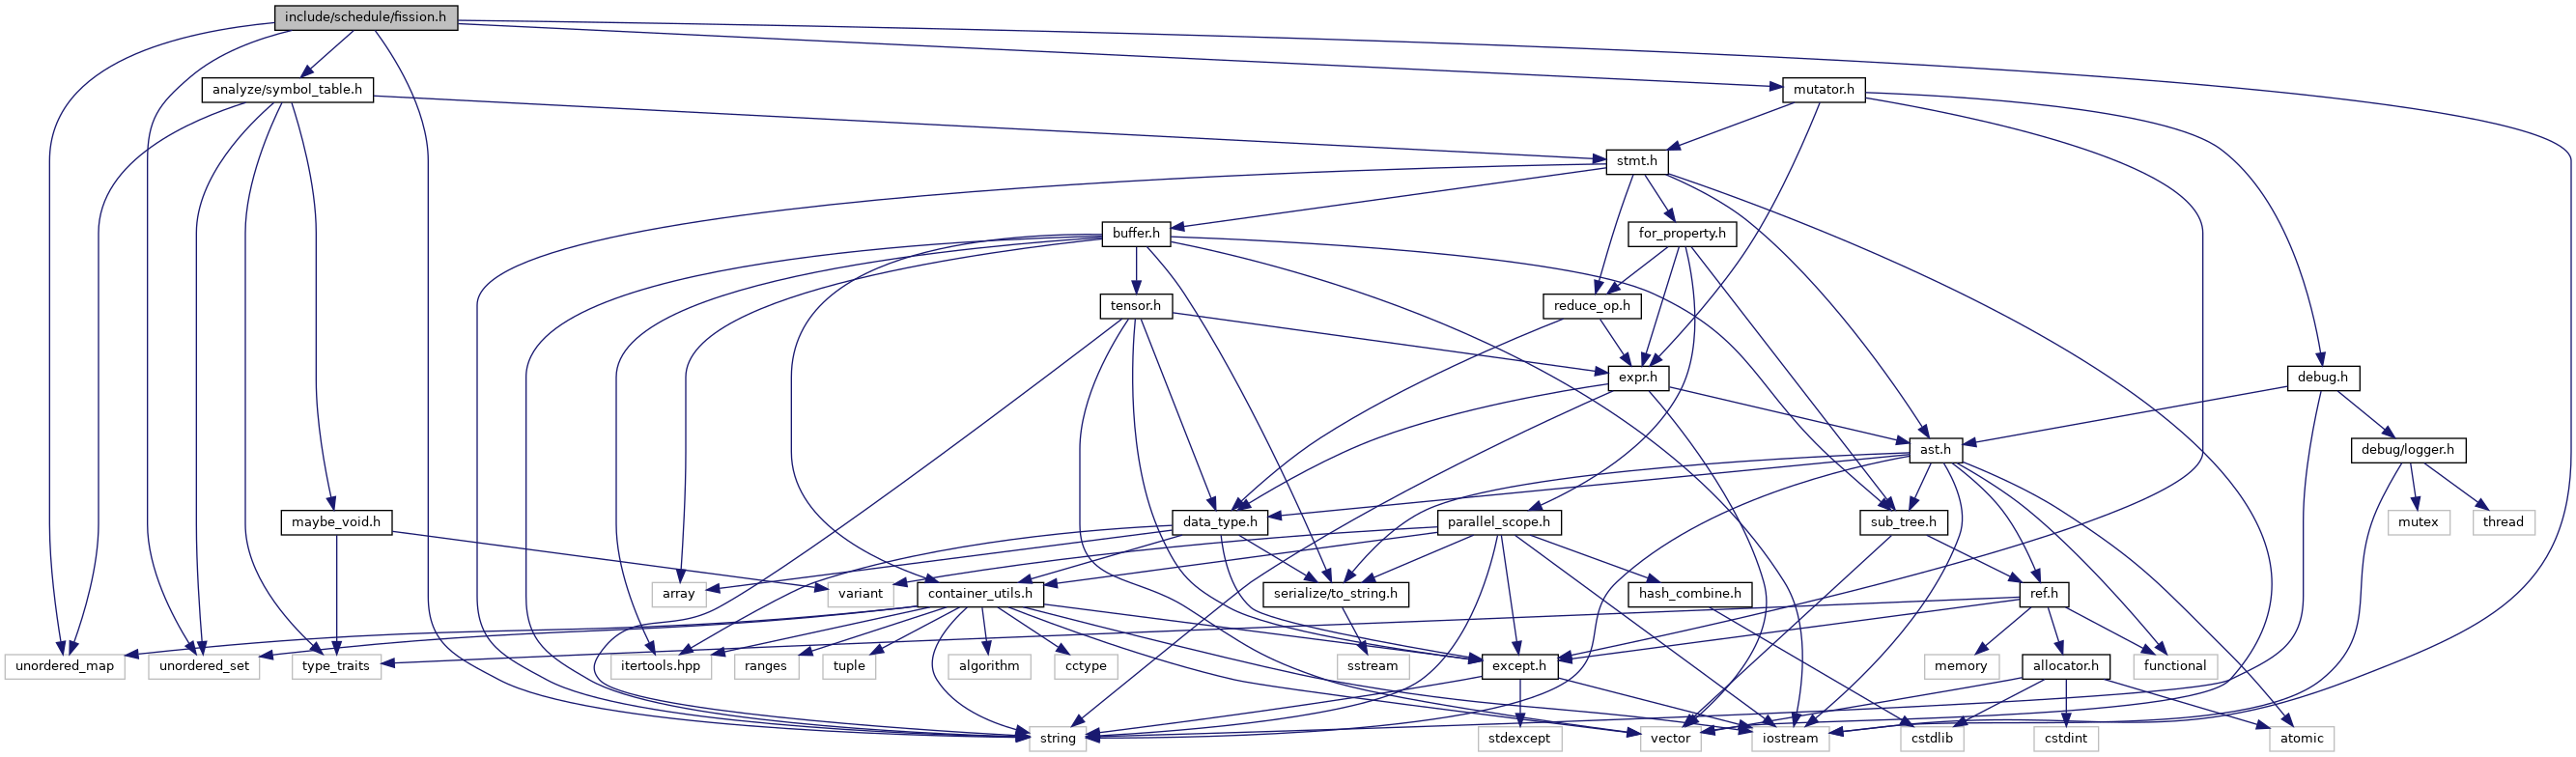 include/schedule/fission.h
analyze/symbol_table.h
mutator.h
stmt.h
buffer.h
for_property.h
tensor.h
reduce_op.h
expr.h
debug.h
ast.h
debug/logger.h
maybe_void.h
data_type.h
parallel_scope.h
sub_tree.h
mutex
thread
array
variant
container_utils.h
serialize/to_string.h
hash_combine.h
ref.h
unordered_map
unordered_set
type_traits
itertools.hpp
ranges
tuple
algorithm
cctype
sstream
except.h
memory
allocator.h
functional
string
stdexcept
vector
iostream
cstdlib
cstdint
atomic